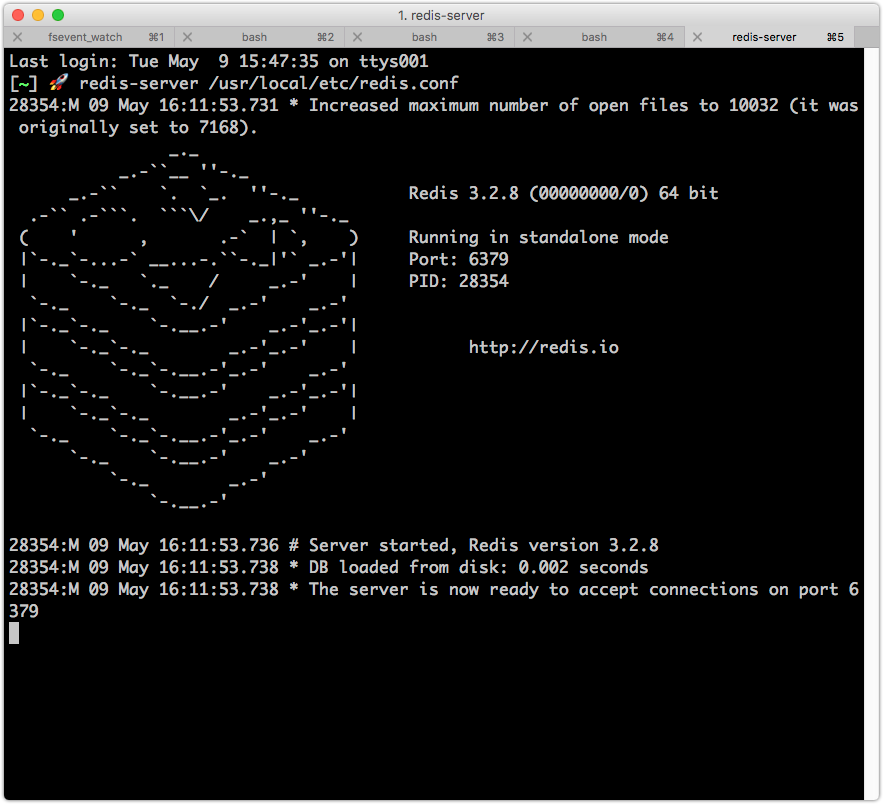 1. redis-server
fsevent_watch ⌘1 bash ⌘2 bash ⌘3 bash ⌘4 redis-server ⌘5
Last login: Tue May  9 15:47:35 on ttys001
[~] 🚀 redis-server /usr/local/etc/redis.conf
28354:M 09 May 16:11:53.731 * Increased maximum number of open files to 10032 (it was
 originally set to 7168).
Redis 3.2.8 (00000000/0) 64 bit
Running in standalone mode
Port: 6379
PID: 28354
http://redis.io
28354:M 09 May 16:11:53.736 # Server started, Redis version 3.2.8
28354:M 09 May 16:11:53.738 * DB loaded from disk: 0.002 seconds
28354:M 09 May 16:11:53.738 * The server is now ready to accept connections on port 6
379